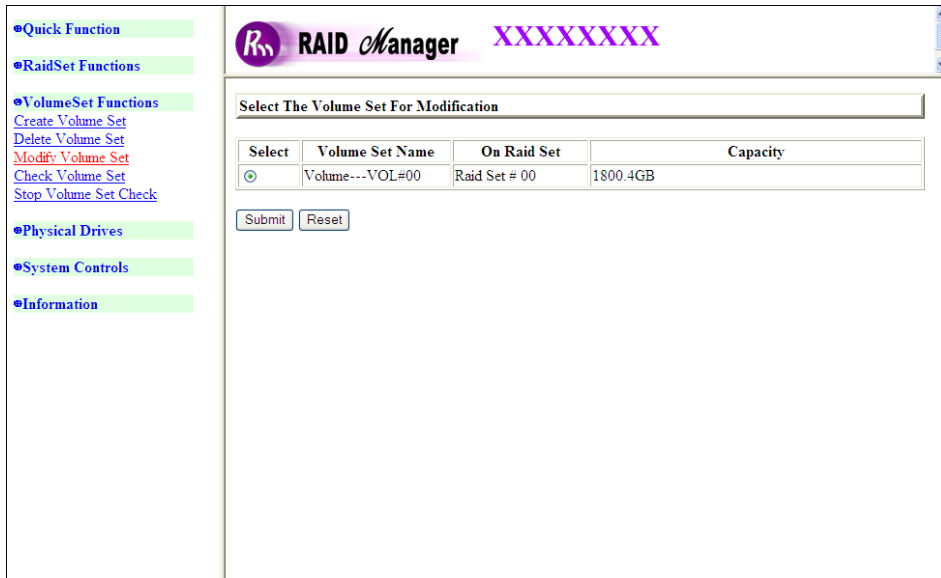 Quick Function
RaidSet Functions
VolumeSet Functions
Create Volume Set
Delete Volume Set
Modify Volume Set
Check Volume Set
Stop Volume Set Check
Physical Drives
System Controls
Information
Rm RAID Manager XXXXXXXX
Select The Volume Set For Modification
Select Volume Set Name On Raid Set Capacity
Volume---VOL#00 Raid Set # 00 1800.4GB
Submit Reset